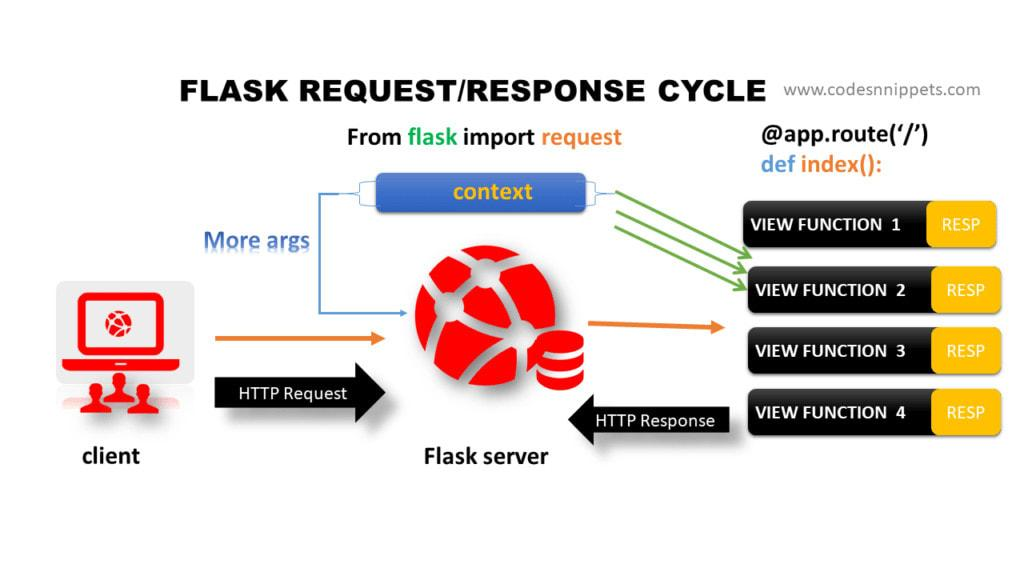 FLASK REQUEST/RESPONSE CYCLE
www.codesnnippets.com
From flask import request
@app.route(‘/’)
def index():
context
More args
VIEW FUNCTION 1 RESP
VIEW FUNCTION 2 RESP
VIEW FUNCTION 3 RESP
VIEW FUNCTION 4 RESP
HTTP Request
HTTP Response
client
Flask server